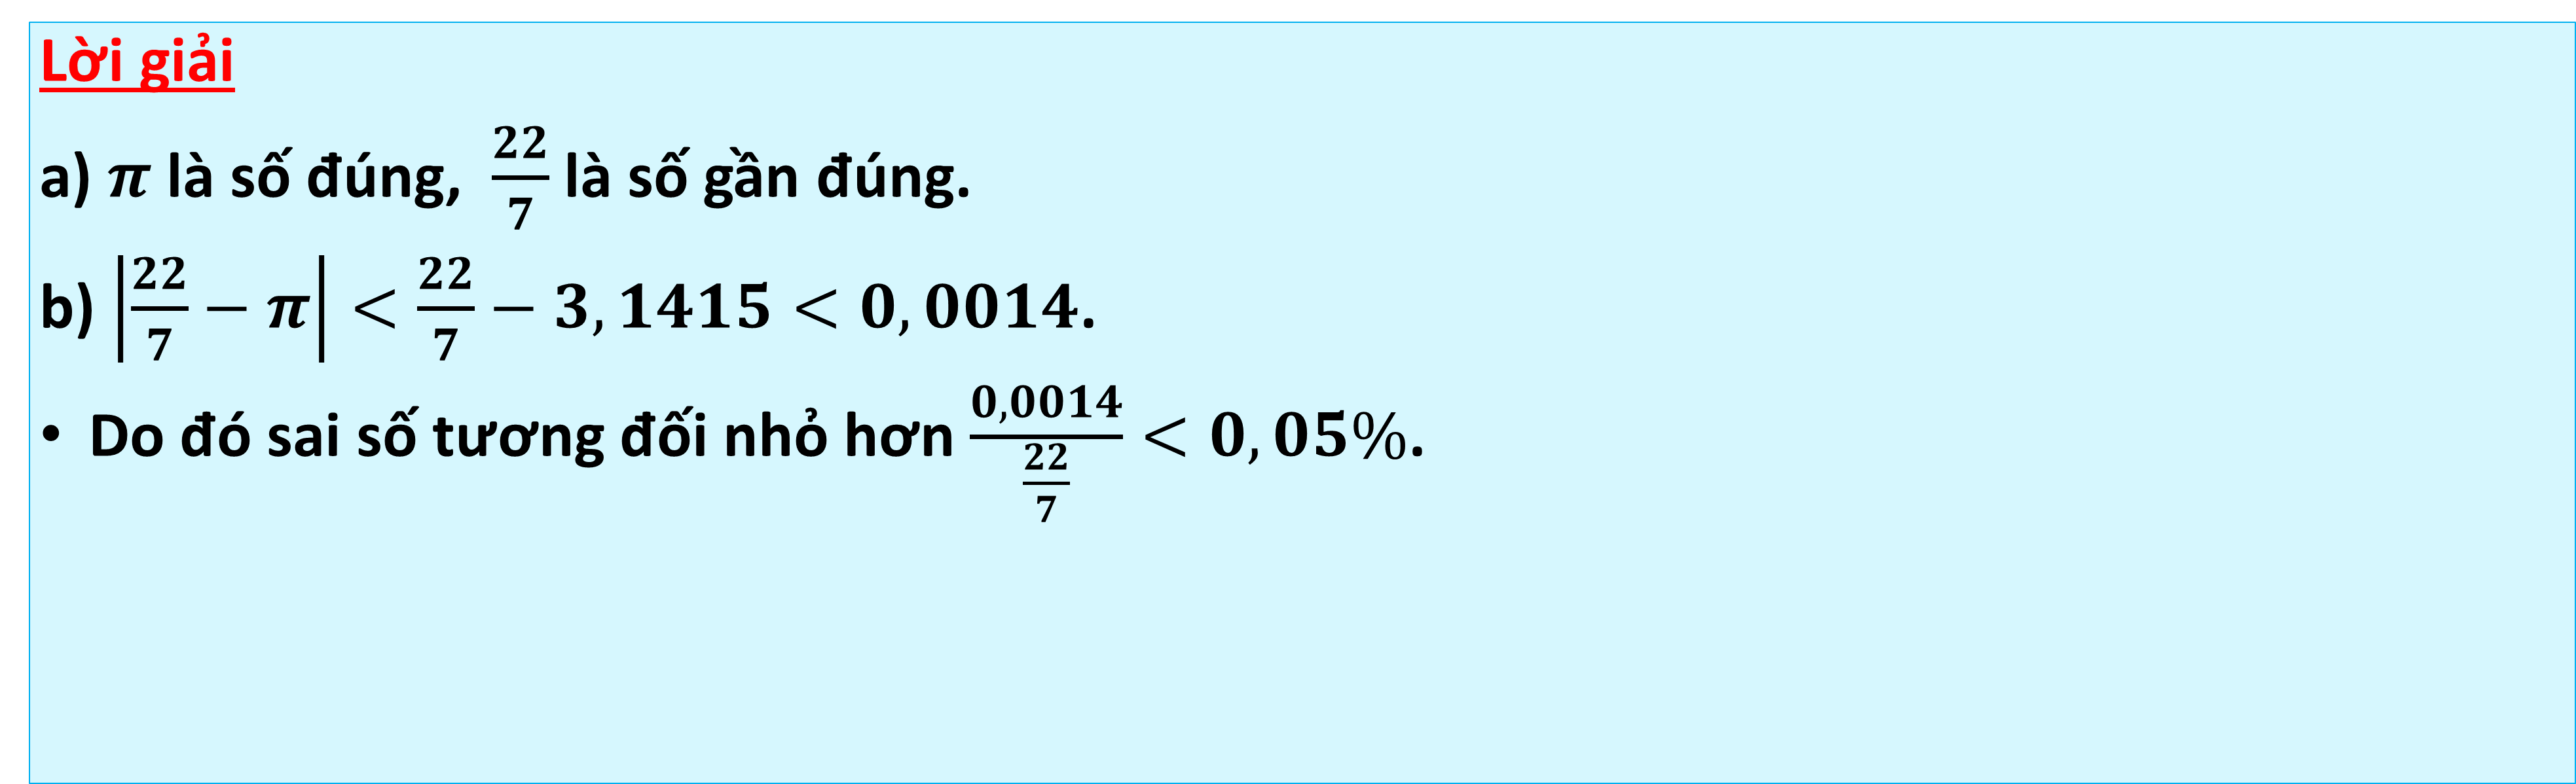 Lời giải
a) π là số đúng, 22/7 là số gần đúng.
b) |22/7 − π| < 22/7 − 3,1415 < 0,0014.
• Do đó sai số tương đối nhỏ hơn 0,0014/(22/7) < 0,05%.